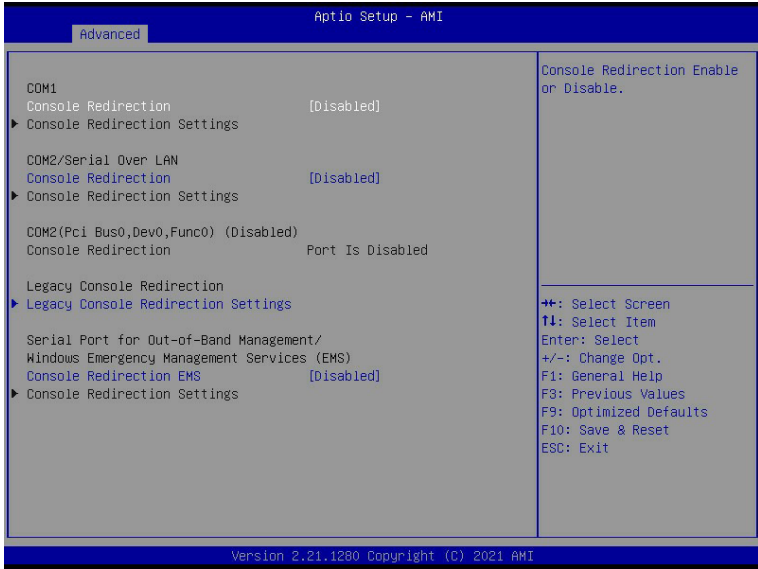 Aptio Setup – AMI
Advanced
COM1
Console Redirection [Disabled]
▶ Console Redirection Settings
COM2/Serial Over LAN
Console Redirection [Disabled]
▶ Console Redirection Settings
COM2(Pci Bus0,Dev0,Func0) (Disabled)
Console Redirection Port Is Disabled
Legacy Console Redirection
▶ Legacy Console Redirection Settings
Serial Port for Out-of-Band Management/
Windows Emergency Management Services (EMS)
Console Redirection EMS [Disabled]
▶ Console Redirection Settings
Console Redirection Enable
or Disable.
→←: Select Screen
↑↓: Select Item
Enter: Select
+/-: Change Opt.
F1: General Help
F3: Previous Values
F9: Optimized Defaults
F10: Save & Reset
ESC: Exit
Version 2.21.1280 Copyright (C) 2021 AMI